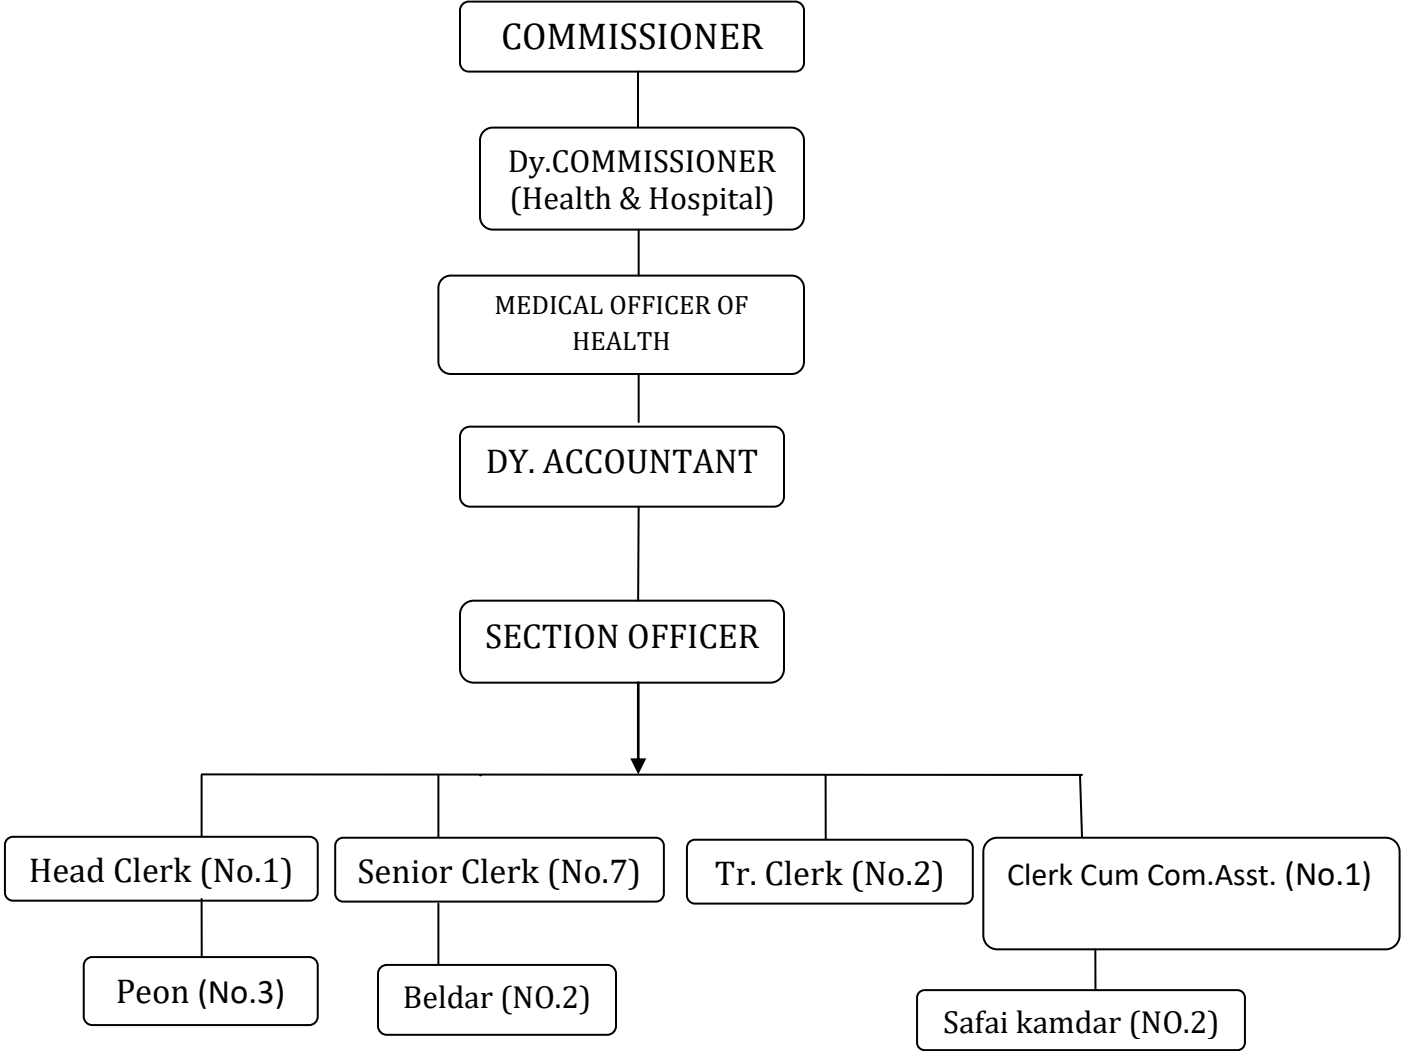 COMMISSIONER
Dy.COMMISSIONER
(Health & Hospital)
MEDICAL OFFICER OF
HEALTH
DY. ACCOUNTANT
SECTION OFFICER
Head Clerk (No.1)
Senior Clerk (No.7)
Tr. Clerk (No.2)
Clerk Cum Com.Asst. (No.1)
Peon (No.3)
Beldar (NO.2)
Safai kamdar (NO.2)